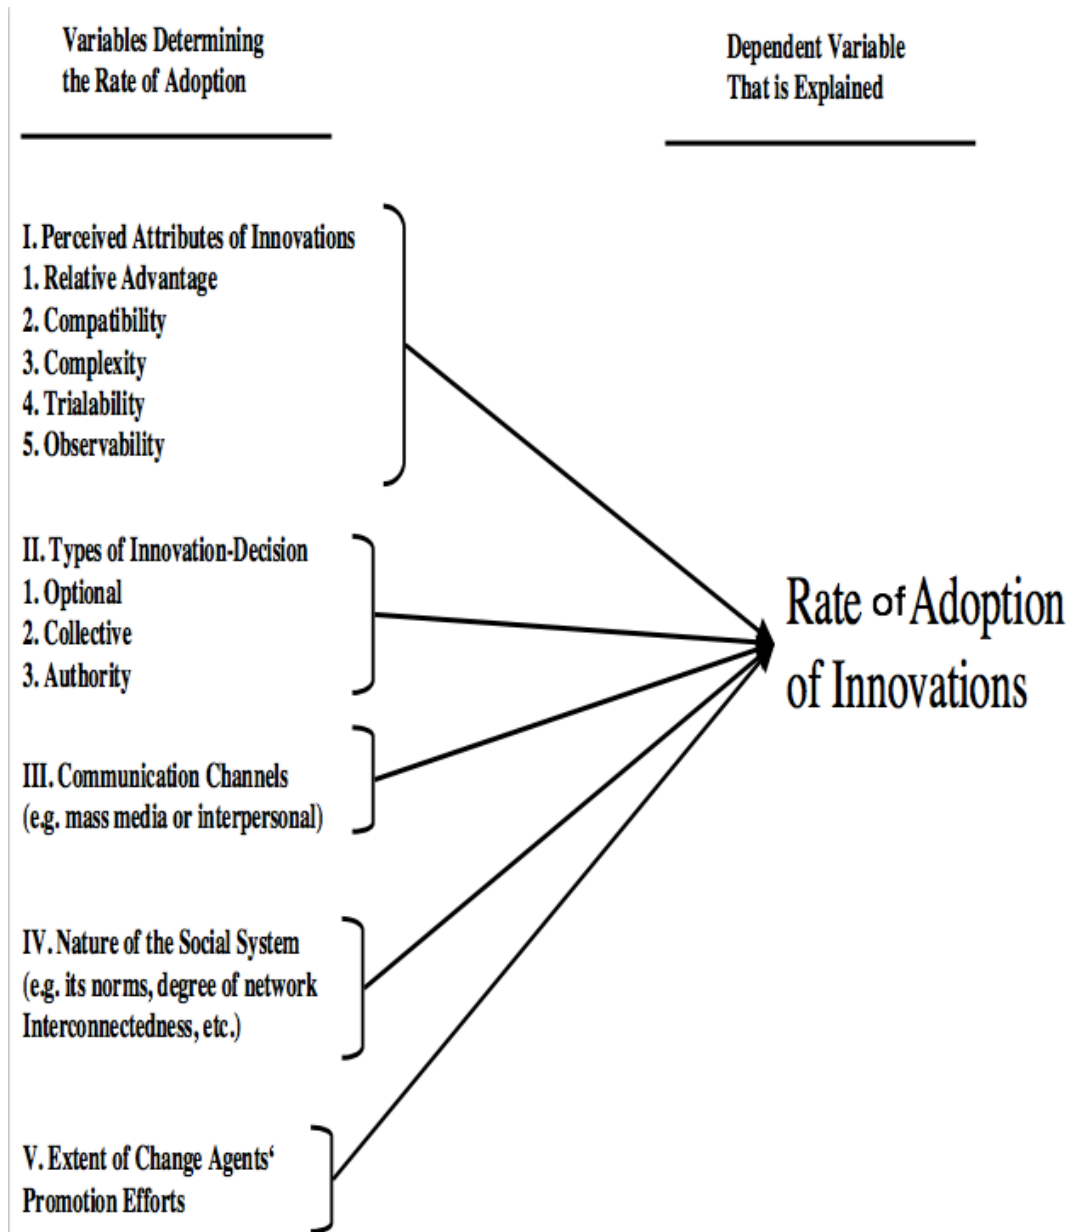 Variables Determining
the Rate of Adoption
Dependent Variable
That is Explained
I. Perceived Attributes of Innovations
1. Relative Advantage
2. Compatibility
3. Complexity
4. Trialability
5. Observability
II. Types of Innovation-Decision
1. Optional
2. Collective
3. Authority
III. Communication Channels
(e.g. mass media or interpersonal)
IV. Nature of the Social System
(e.g. its norms, degree of network
Interconnectedness, etc.)
V. Extent of Change Agents‘
Promotion Efforts
Rate of Adoption
of Innovations